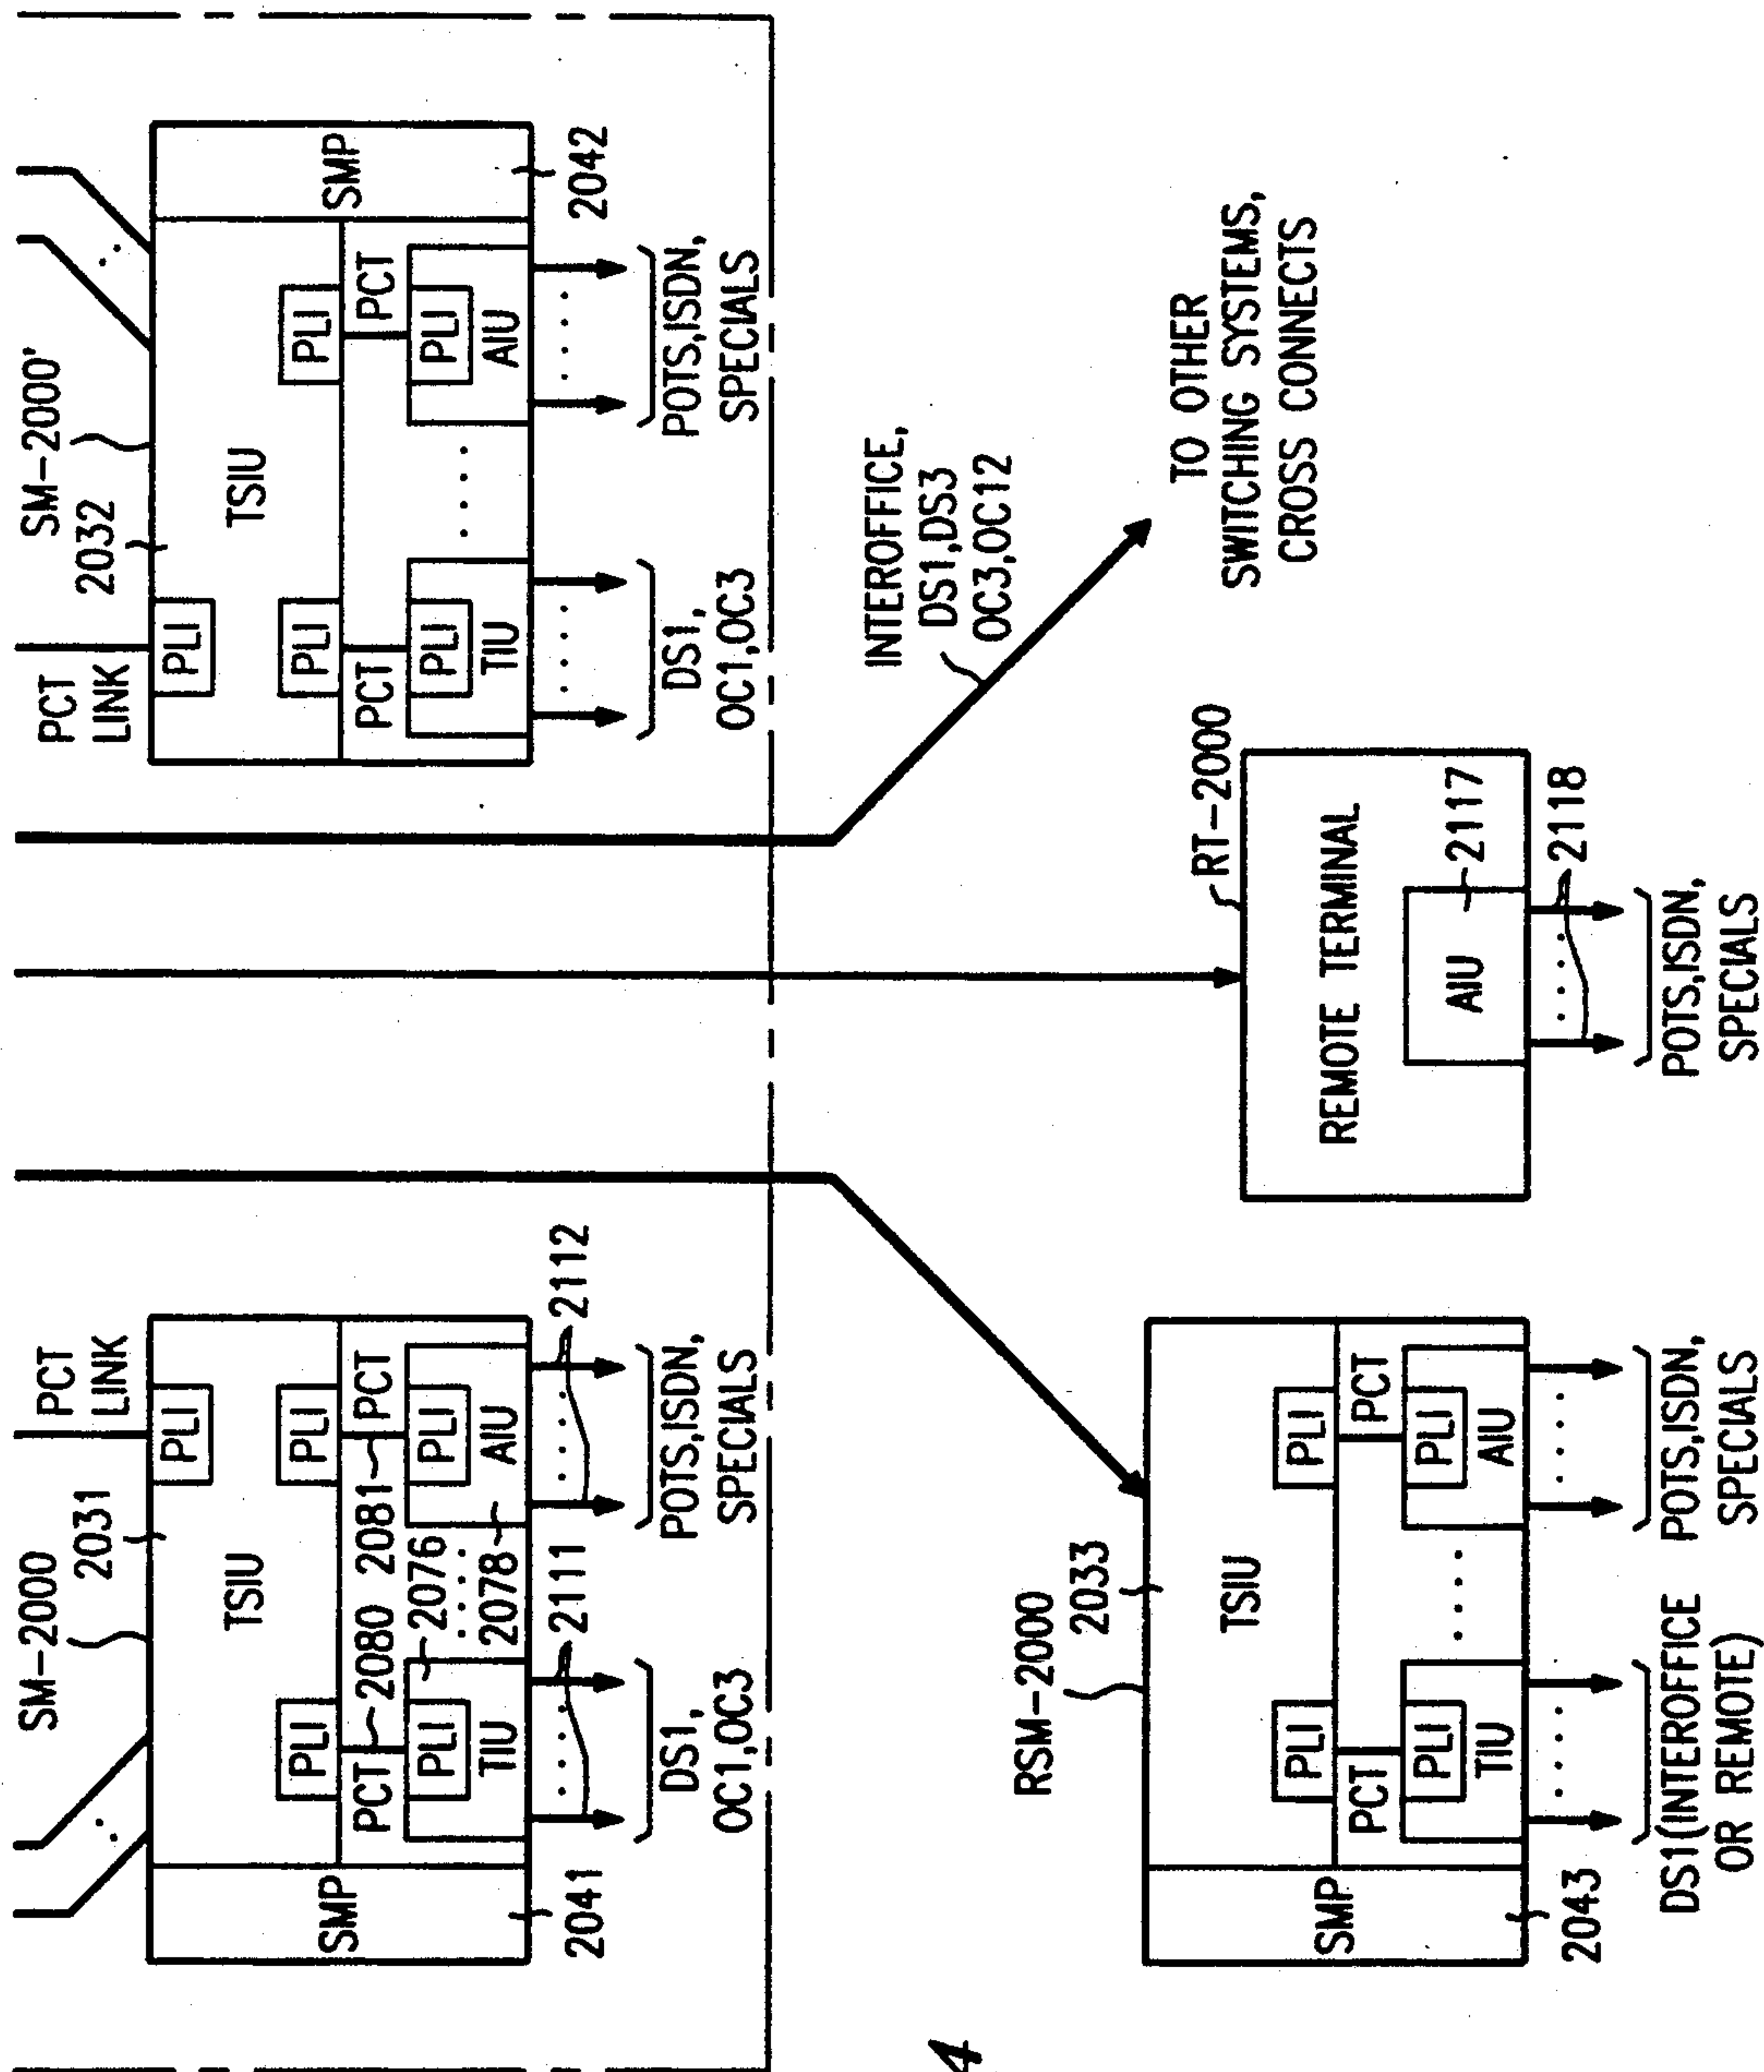 SM-2000
2031
PCT
LINK
PLI
TSIU
PLI
PLI
PCT
2080
2081
PCT
PLI
TIU
2076
2078
PLI
AIU
SMP
2041
2111
2112
DS1,
OC1,OC3
POTS,ISDN,
SPECIALS
PCT
LINK
2032
SM-2000'
PLI
TSIU
PLI
PLI
PCT
PCT
PLI
TIU
PLI
AIU
SMP
2042
DS1,
OC1,OC3
POTS,ISDN,
SPECIALS
INTEROFFICE,
DS1,DS3
OC3,OC12
TO OTHER
SWITCHING SYSTEMS,
CROSS CONNECTS
RSM-2000
2033
TSIU
PLI
PLI
PCT
PCT
PLI
TIU
PLI
AIU
SMP
2043
DS1(INTEROFFICE
OR REMOTE)
POTS,ISDN,
SPECIALS
RT-2000
REMOTE TERMINAL
AIU
2117
2118
POTS,ISDN,
SPECIALS
4